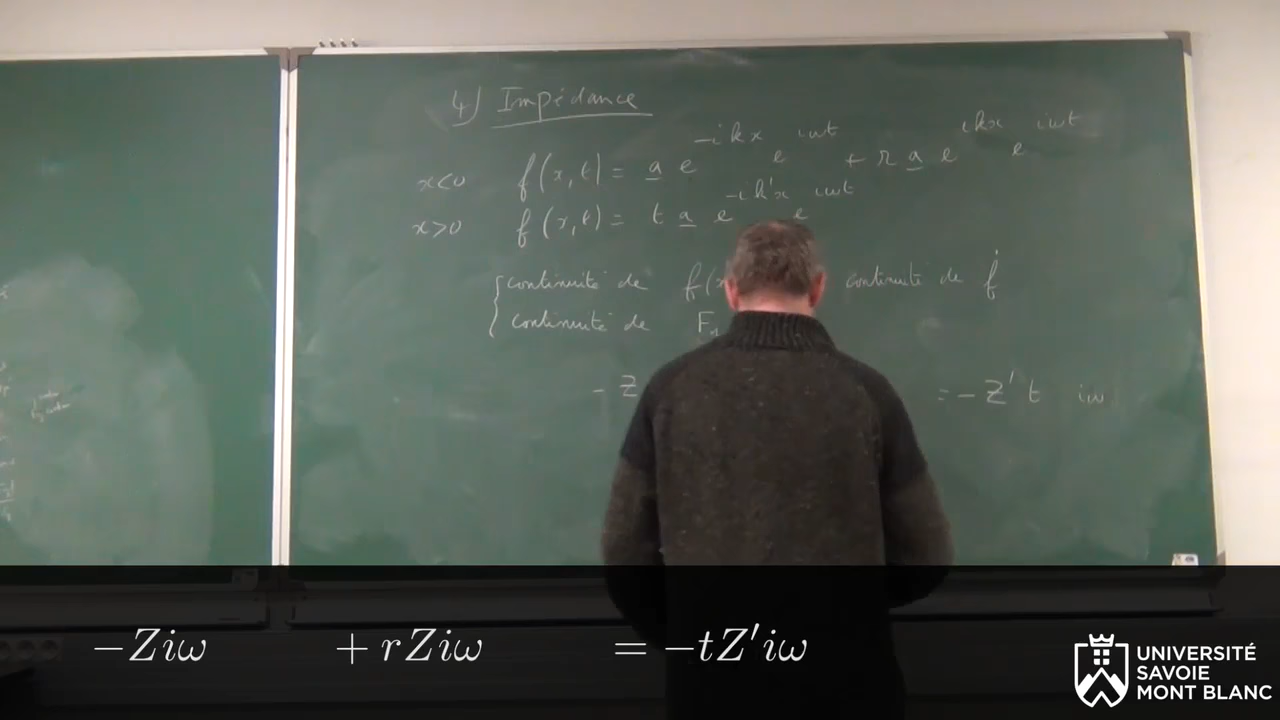 4) Impédance
x<0 f(x,t) = a e^{-ikx} e^{iωt} + r a e^{ikx} e^{iωt}
x>0 f(x,t) = t a e^{-ik'x} e^{iωt}
continuité de f(x continuité de ḟ
continuité de F
- Z = - Z' t iω
-Ziω + rZiω = -tZ'iω
UNIVERSITÉ
SAVOIE
MONT BLANC